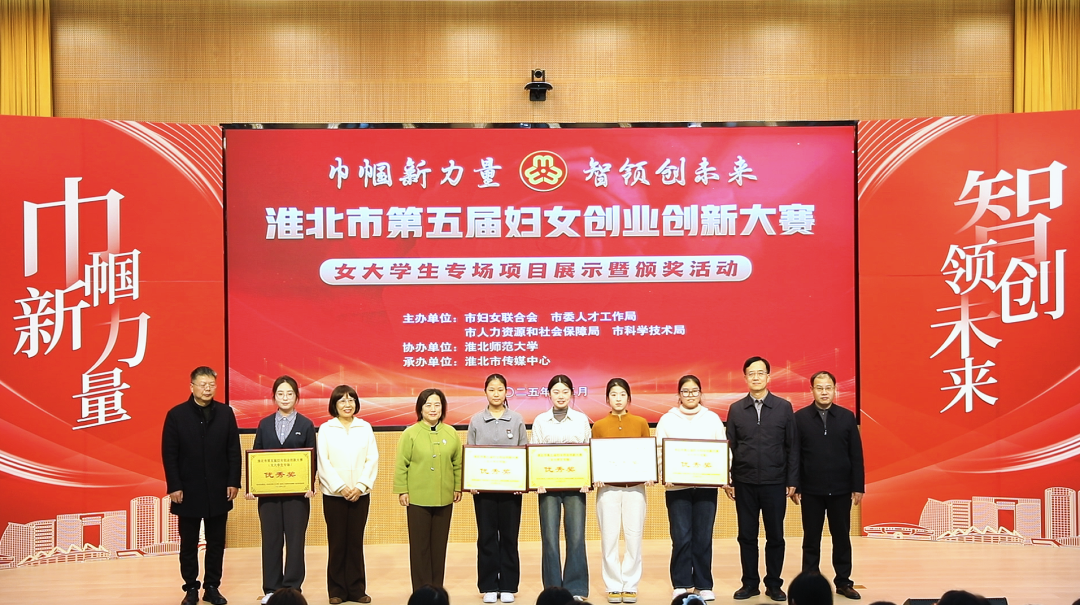 巾帼新力量
智领创未来
淮北市第五届妇女创业创新大赛
女大学生专场项目展示暨颁奖活动
主办单位：市妇女联合会 市委人才工作局
市人力资源和社会保障局 市科学技术局
协办单位：淮北师范大学
承办单位：淮北市传媒中心
二〇二五年 月
巾帼
新力量
智创
领未来
优秀奖
优秀奖
优秀奖
优秀奖